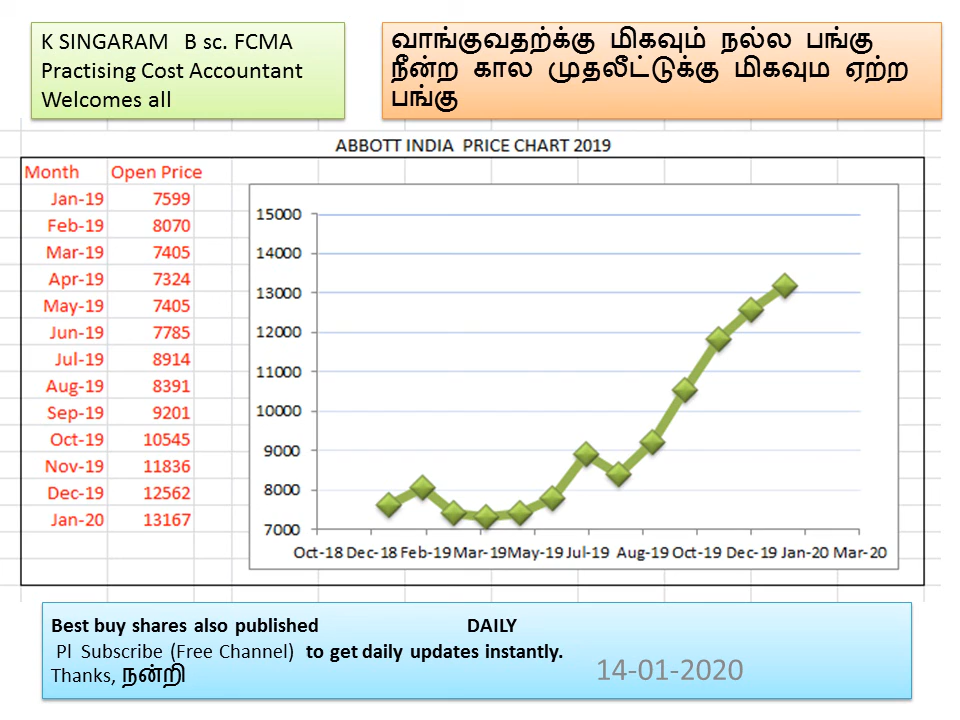 K SINGARAM B sc. FCMA
Practising Cost Accountant
Welcomes all
வாங்குவதற்க்கு மிகவும் நல்ல பங்கு
நீன்ற கால முதலீட்டுக்கு மிகவும ஏற்ற
பங்கு
ABBOTT INDIA PRICE CHART 2019
Month Open Price
Jan-19 7599
Feb-19 8070
Mar-19 7405
Apr-19 7324
May-19 7405
Jun-19 7785
Jul-19 8914
Aug-19 8391
Sep-19 9201
Oct-19 10545
Nov-19 11836
Dec-19 12562
Jan-20 13167
15000
14000
13000
12000
11000
10000
9000
8000
7000
Oct-18 Dec-18 Feb-19 Mar-19 May-19 Jul-19 Aug-19 Oct-19 Dec-19 Jan-20 Mar-20
Best buy shares also published DAILY
Pl Subscribe (Free Channel) to get daily updates instantly.
Thanks, நன்றி
14-01-2020